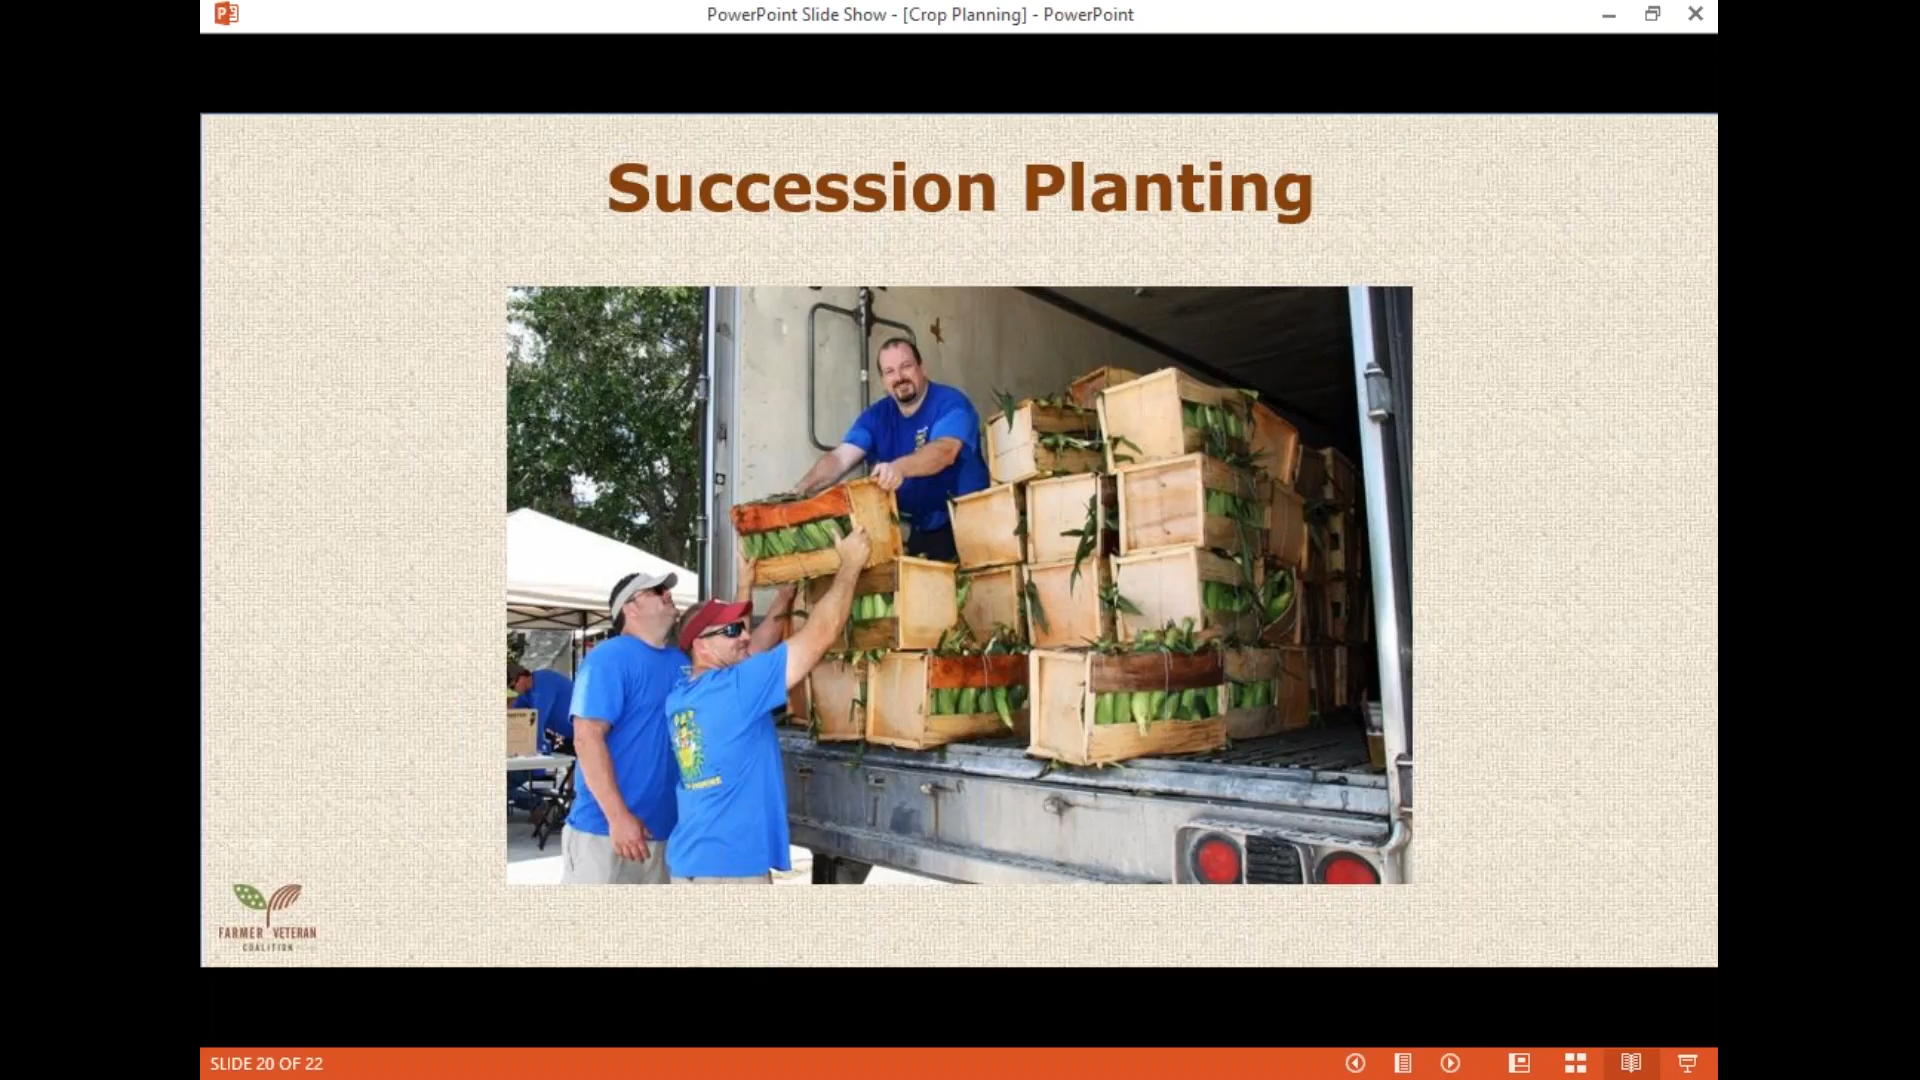 PowerPoint Slide Show - [Crop Planning] - PowerPoint
Succession Planting
FARMER VETERAN
COALITION
SLIDE 20 OF 22